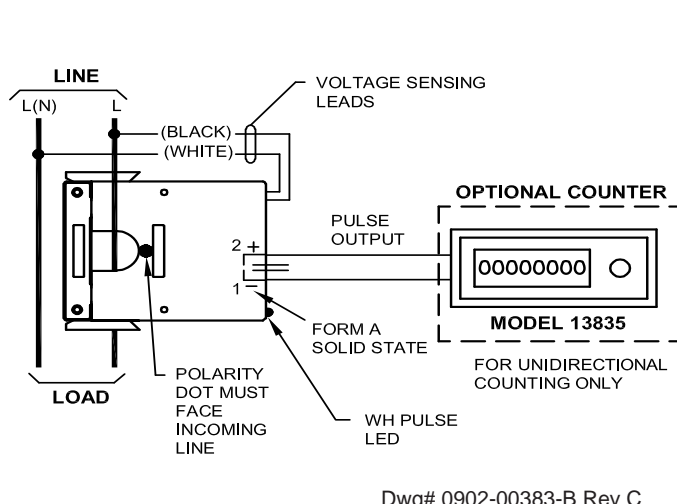 LINE
L(N) L
VOLTAGE SENSING
LEADS
(BLACK)
(WHITE)
OPTIONAL COUNTER
PULSE
OUTPUT
2 +
1 –
00000000
MODEL 13835
FORM A
SOLID STATE
FOR UNIDIRECTIONAL
COUNTING ONLY
POLARITY
DOT MUST
FACE
INCOMING
LINE
LOAD
WH PULSE
LED
Dwg# 0902-00383-B Rev C